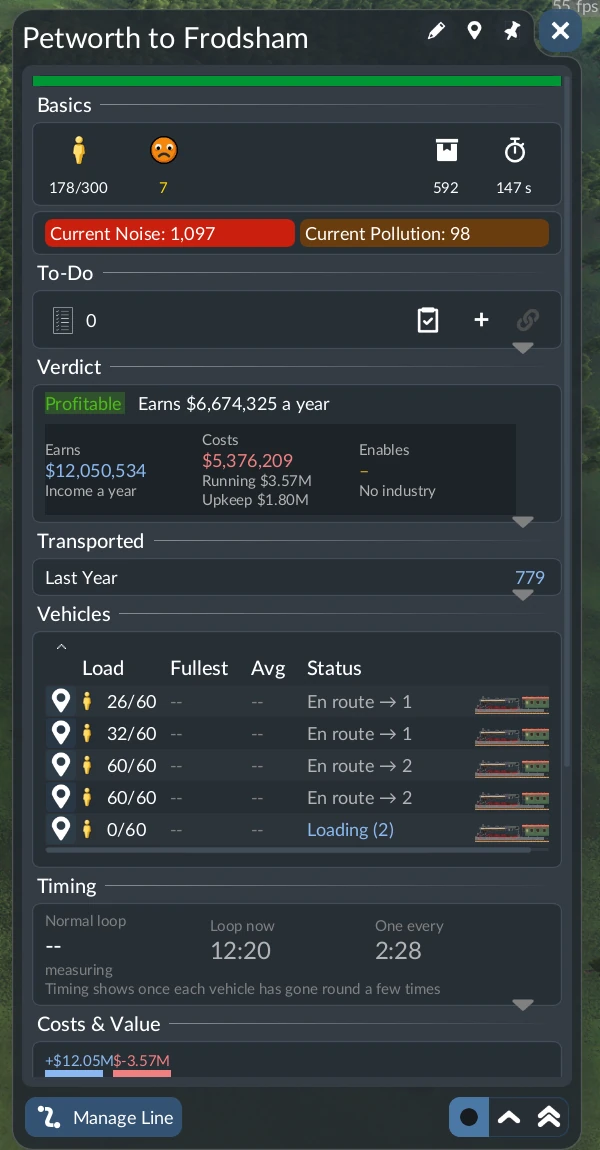 55 fps
Petworth to Frodsham
Basics
178/300 7 592 147 s
Current Noise: 1,097 Current Pollution: 98
To-Do
0
Verdict
Profitable Earns $6,674,325 a year
Earns Costs Enables
$12,050,534 $5,376,209 –
Income a year Running $3.57M No industry
Upkeep $1.80M
Transported
Last Year 779
Vehicles
Load Fullest Avg Status
26/60 -- -- En route → 1
32/60 -- -- En route → 1
60/60 -- -- En route → 2
60/60 -- -- En route → 2
0/60 -- -- Loading (2)
Timing
Normal loop Loop now One every
-- 12:20 2:28
measuring
Timing shows once each vehicle has gone round a few times
Costs & Value
+$12.05M $-3.57M
Manage Line